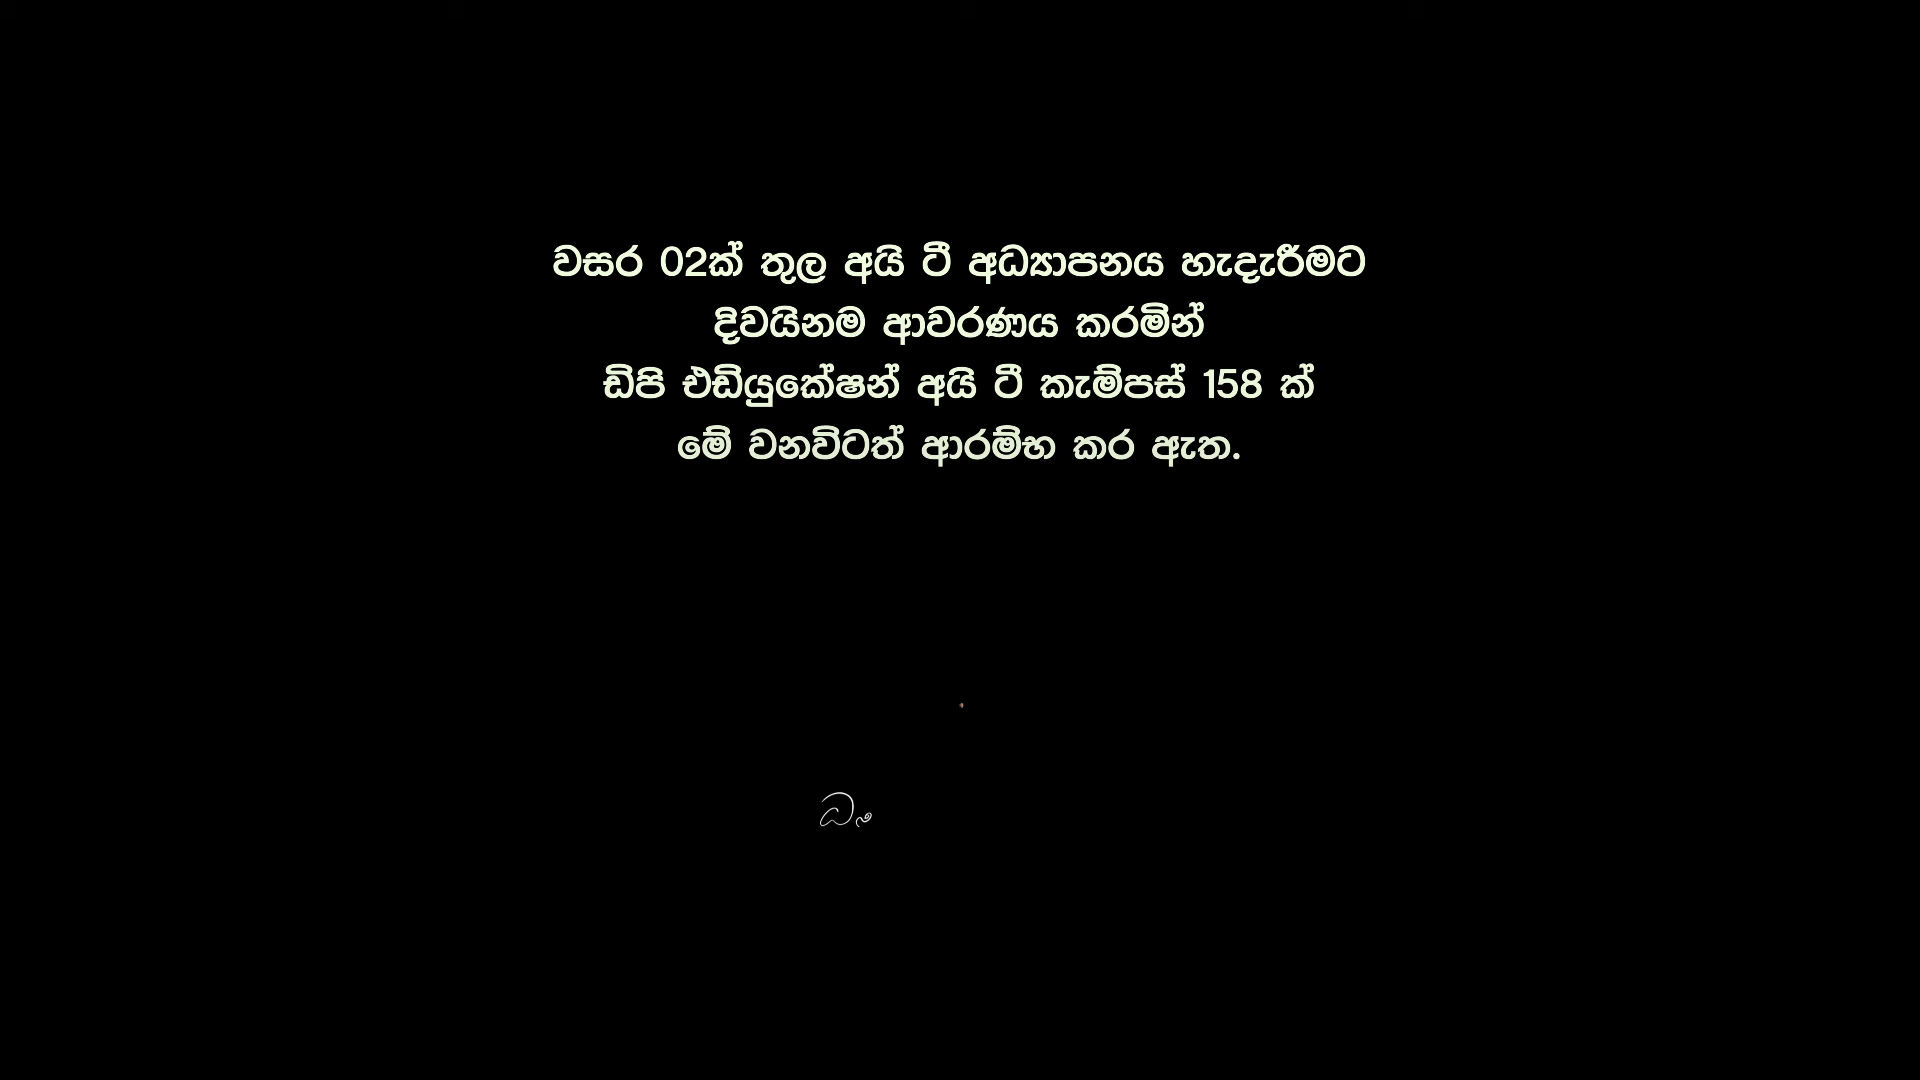 වසර 02ක් තුල අයි ටී අධ්‍යාපනය හැදෑරීමට
දිවයිනම ආවරණය කරමින්
ඩිපි එඩියුකේෂන් අයි ටී කැම්පස් 158 ක්
මේ වනවිටත් ආරම්භ කර ඇත.